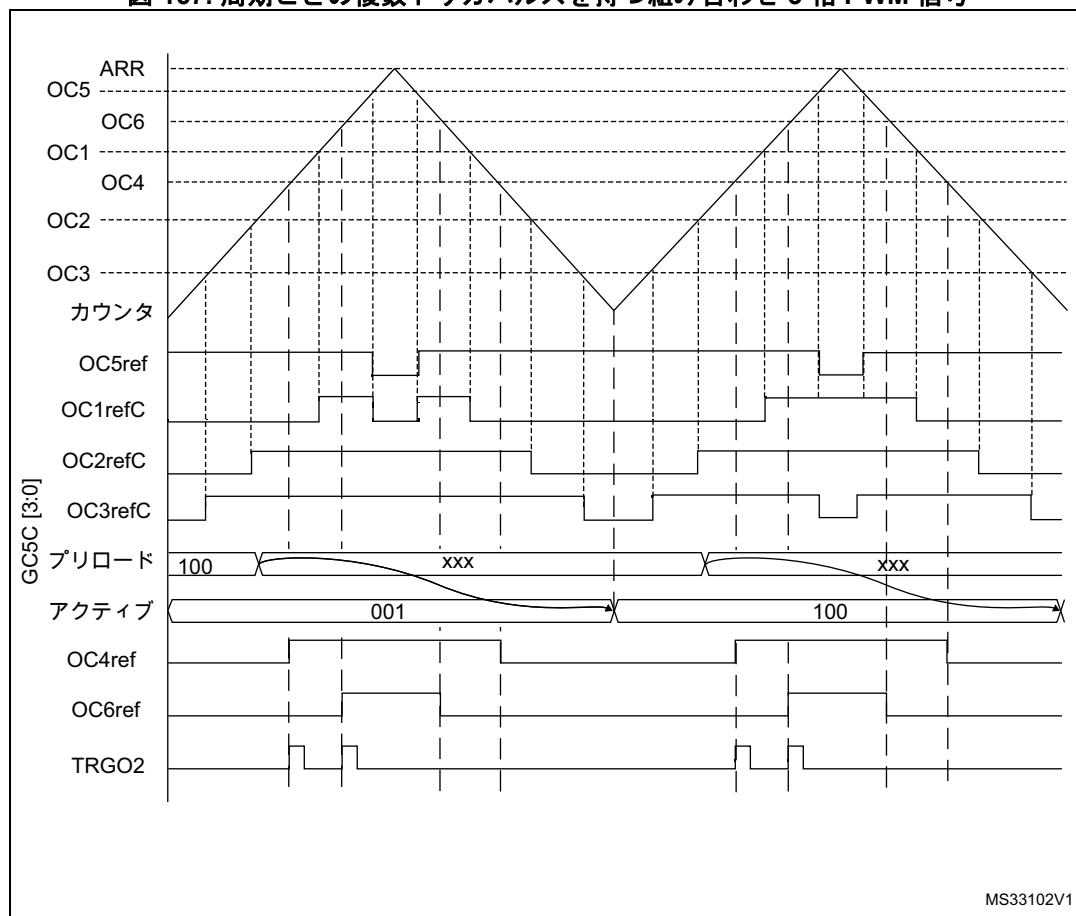 ARR
OC5
OC6
OC1
OC4
OC2
OC3
カウンタ
OC5ref
OC1refC
OC2refC
OC3refC
GC5C [3:0]
プリロード
100
xxx
xxx
アクティブ
001
100
OC4ref
OC6ref
TRGO2
MS33102V1